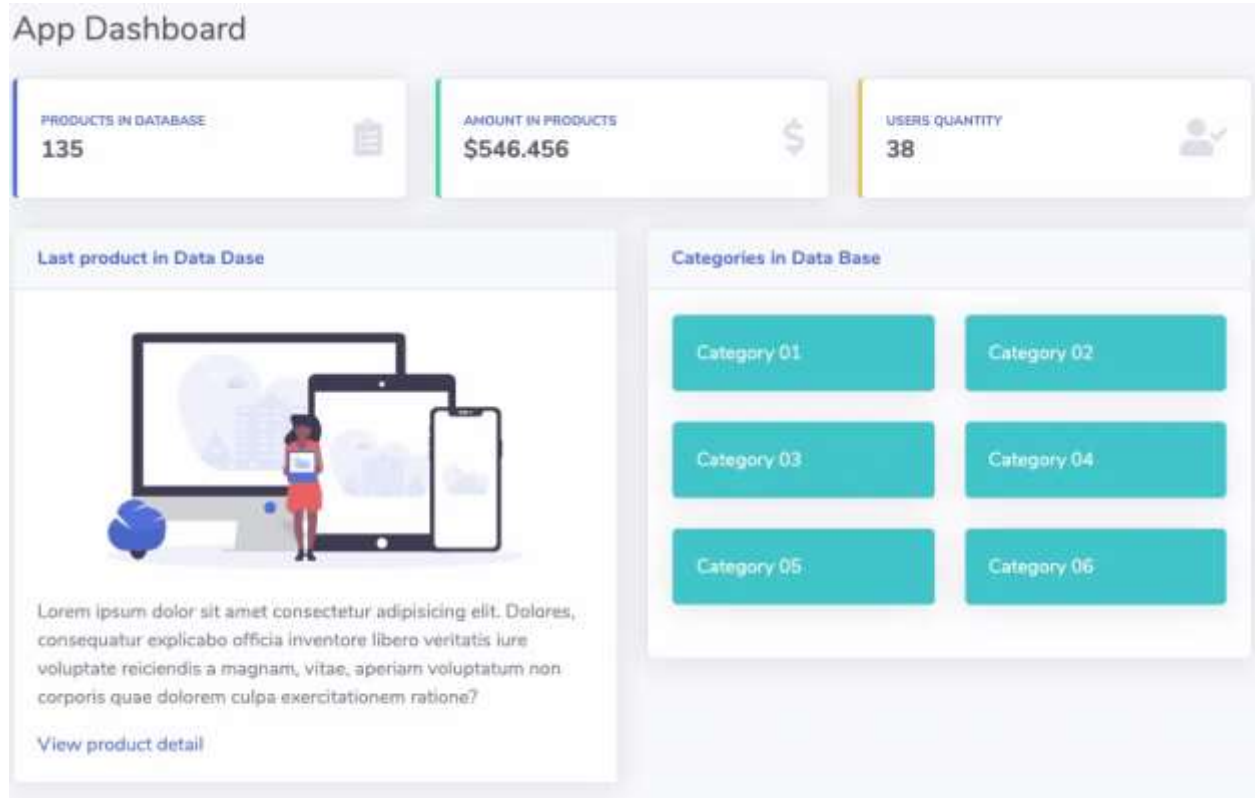 App Dashboard
PRODUCTS IN DATABASE
135
AMOUNT IN PRODUCTS
$546.456
USERS QUANTITY
38
Last product in Data Dase
Lorem ipsum dolor sit amet consectetur adipisicing elit. Dolores,
consequatur explicabo officia inventore libero veritatis iure
voluptate reiciendis a magnam, vitae, aperiam voluptatum non
corporis quae dolorem culpa exercitationem ratione?
View product detail
Categories in Data Base
Category 01
Category 02
Category 03
Category 04
Category 05
Category 06